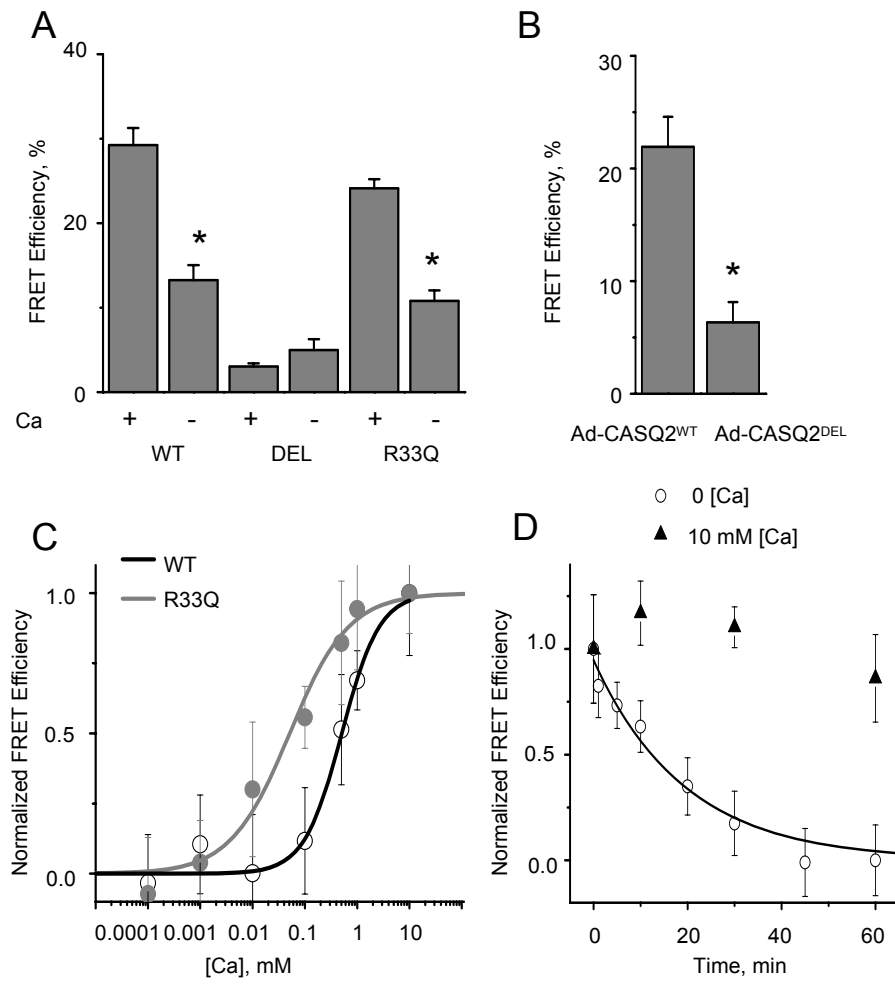 A
40
20
0
FRET Efficiency, %
*
*
Ca
+ - + - + -
WT DEL R33Q
B
30
20
10
0
FRET Efficiency, %
*
Ad-CASQ2WT Ad-CASQ2DEL
C
WT
R33Q
1.0
0.5
0.0
Normalized FRET Efficiency
0.0001 0.001 0.01 0.1 1 10
[Ca], mM
0 [Ca]
10 mM [Ca]
D
1.0
0.5
0.0
Normalized FRET Efficiency
0 20 40 60
Time, min